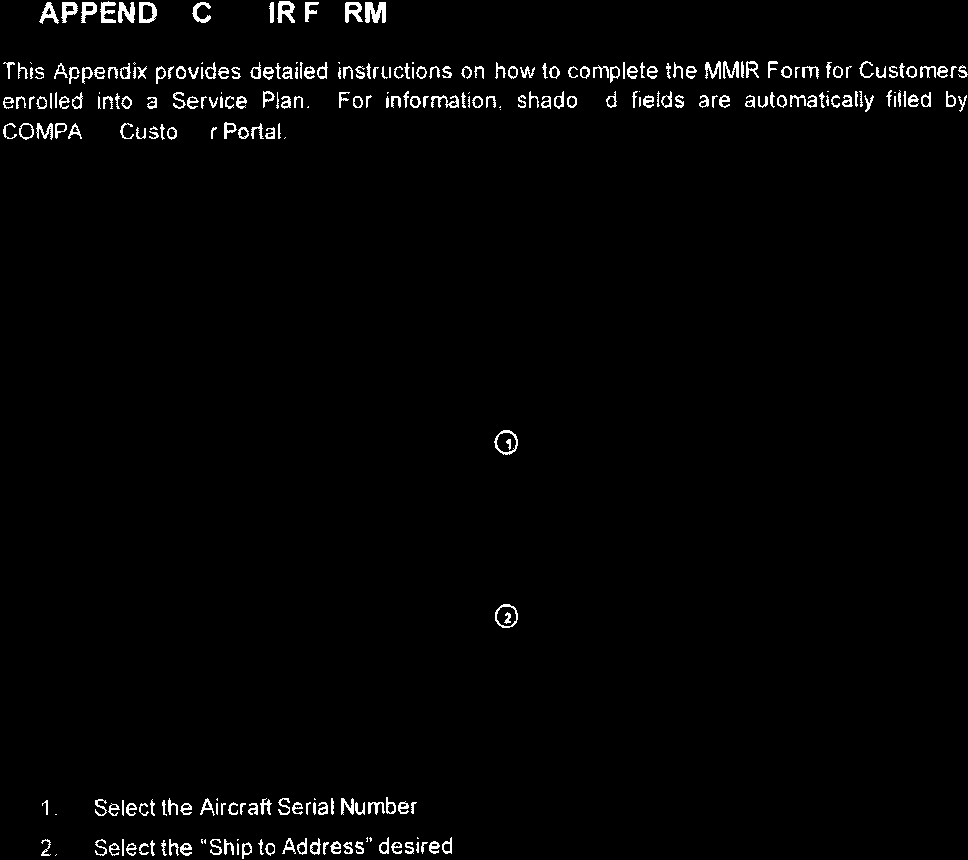 APPEND C IR F RM
This Appendix provides detailed instructions on how to complete the MMIR Form for Customers
enrolled into a Service Plan. For information, shado d fields are automatically filled by
COMPA Custo r Portal.
①
②
1. Select the Aircraft Serial Number
2. Select the "Ship to Address" desired